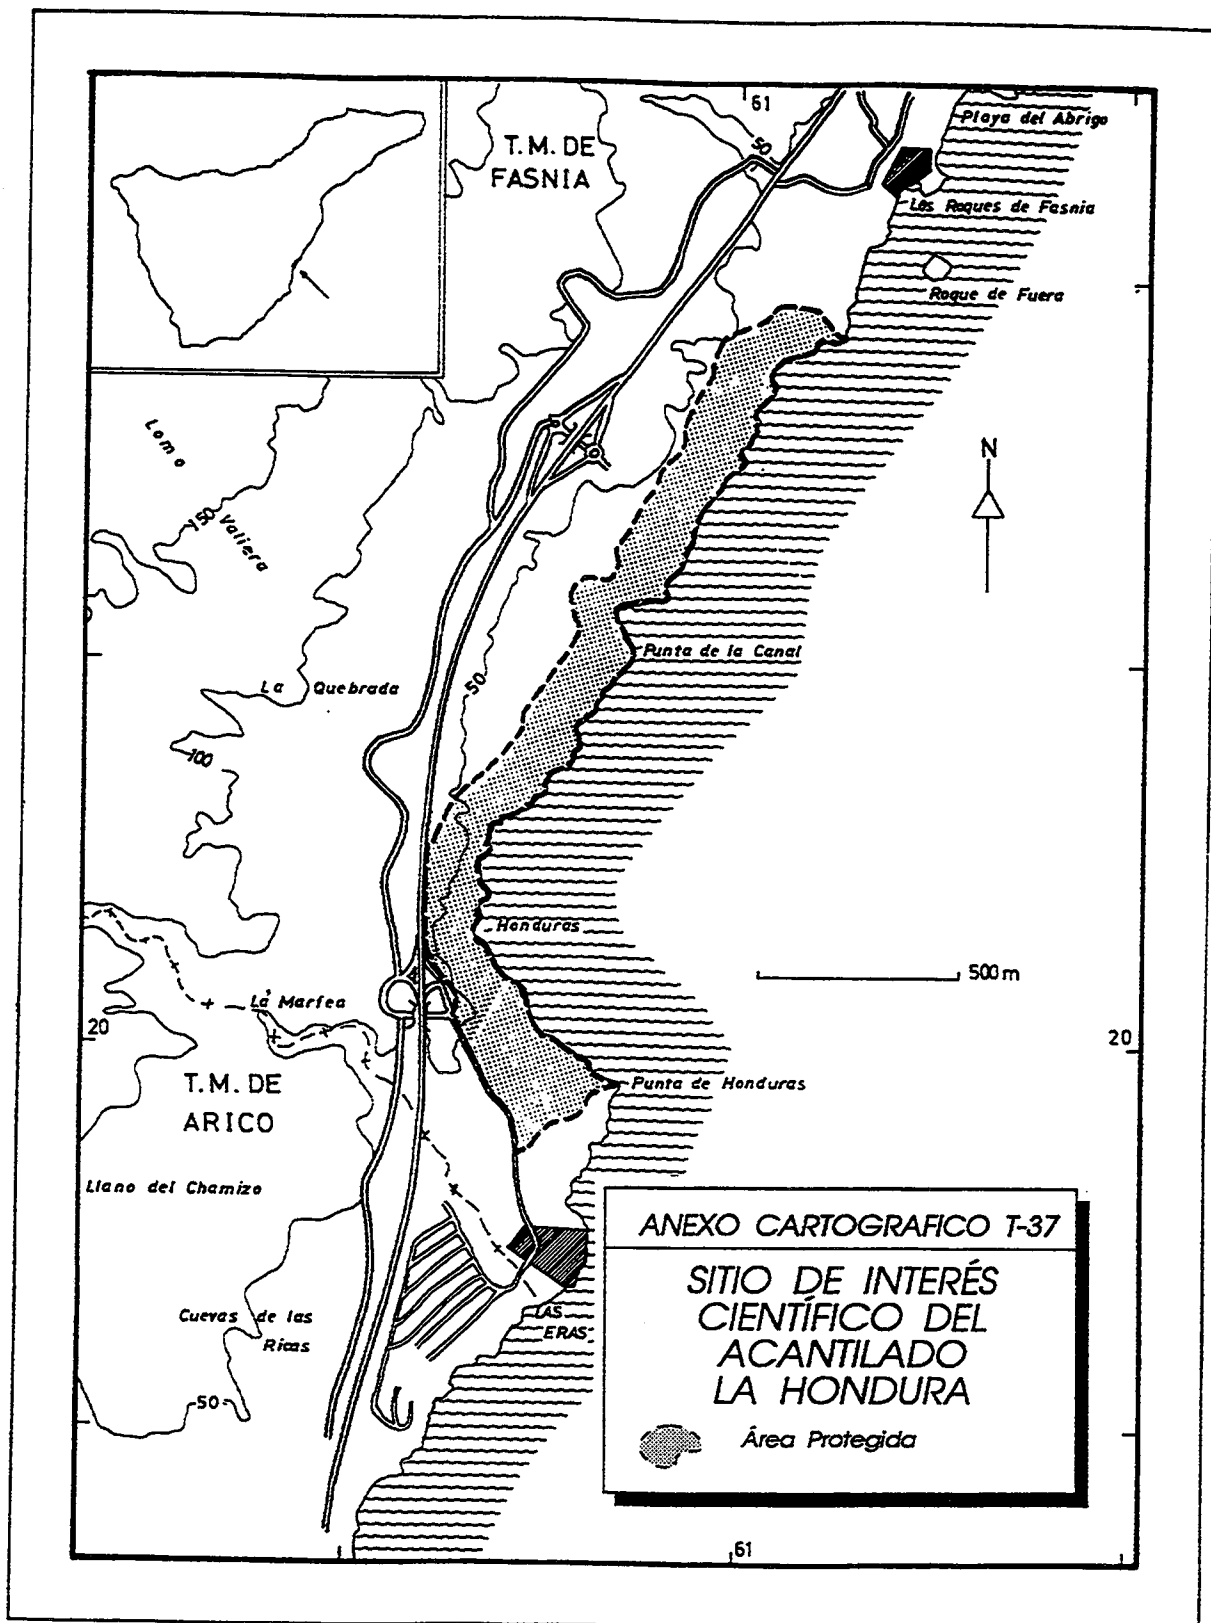 61
Playa del Abrigo
50
T.M. DE
FASNIA
Los Roques de Fasnia
Roque de Fuera
Lomo
Valiera
150
N
Punta de la Canal
La Quebrada
50
100
Honduras
500m
La Marfea
20
20
T.M. DE
ARICO
Punta de Honduras
Llano del Chamizo
ANEXO CARTOGRAFICO T-37
SITIO DE INTERÉS
CIENTÍFICO DEL
ACANTILADO
LA HONDURA
Área Protegida
LAS
ERAS
Cuevas de las
Ricas
50
61